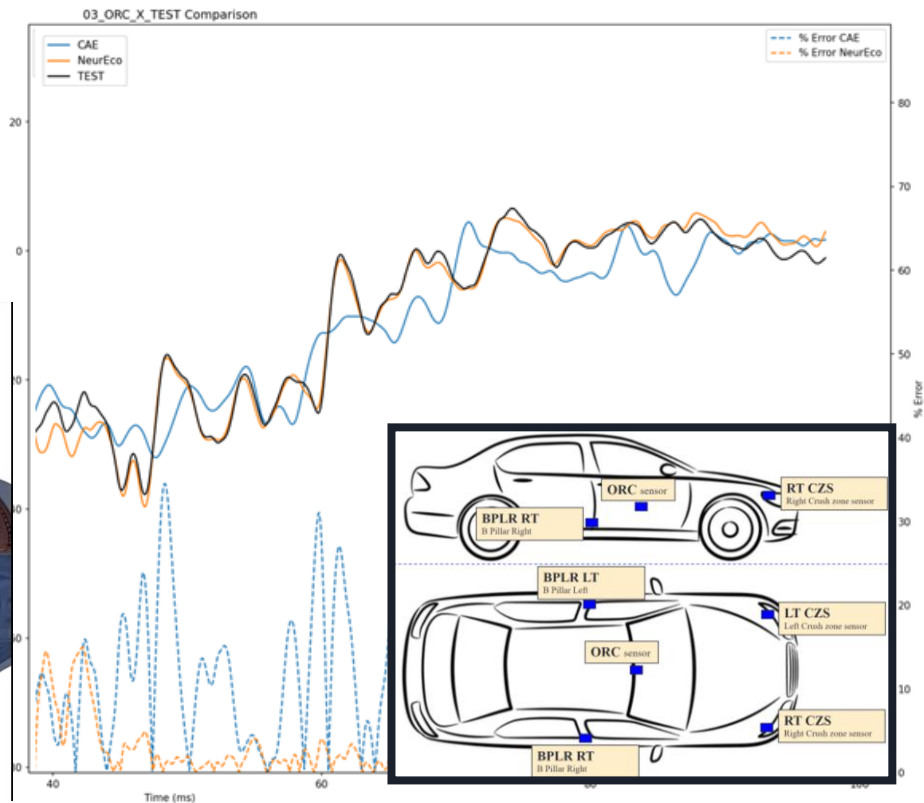 03_ORC_X_TEST Comparison
CAE
NeurEco
TEST
% Error CAE
% Error NeurEco
20
0
80
70
60
50
40
30
20
10
0
% Error
40
60
Time (ms)
ORC sensor
RT CZS
Right Crush zone sensor
BPLR RT
B Pillar Right
BPLR LT
B Pillar Left
LT CZS
Left Crush zone sensor
ORC sensor
RT CZS
Right Crush zone sensor
BPLR RT
B Pillar Right